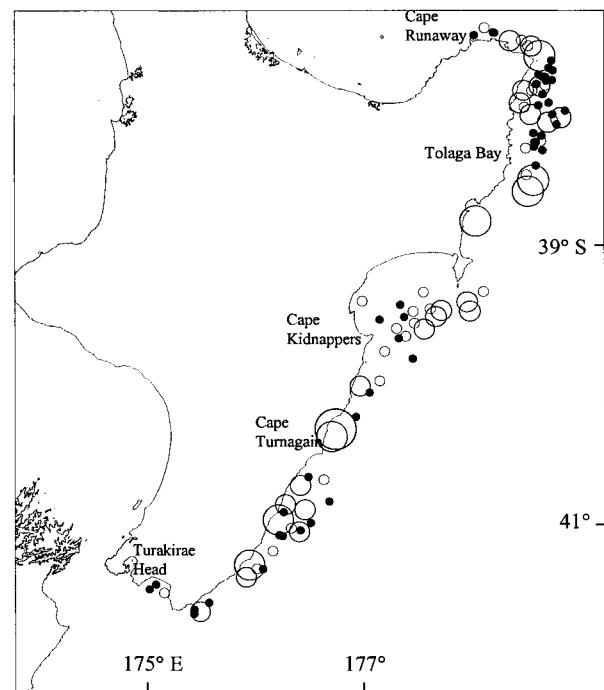 Cape
Runaway
Tolaga Bay
39° S
Cape
Kidnappers
Cape
Turnagain
41°
Turakirae
Head
175° E
177°